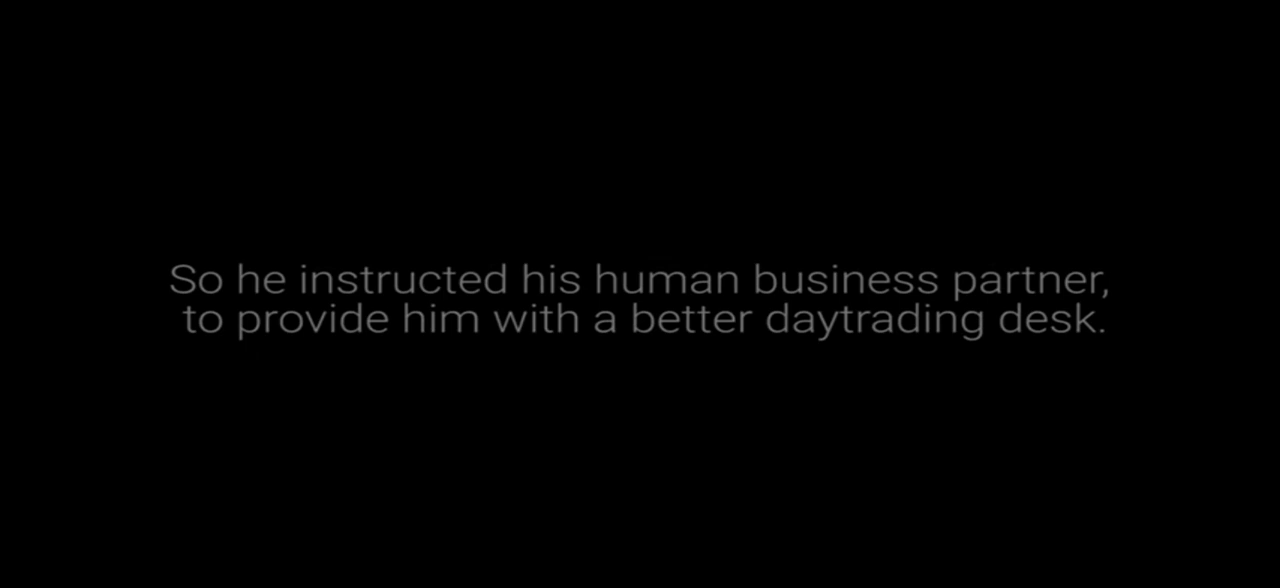 So he instructed his human business partner,
to provide him with a better daytrading desk.